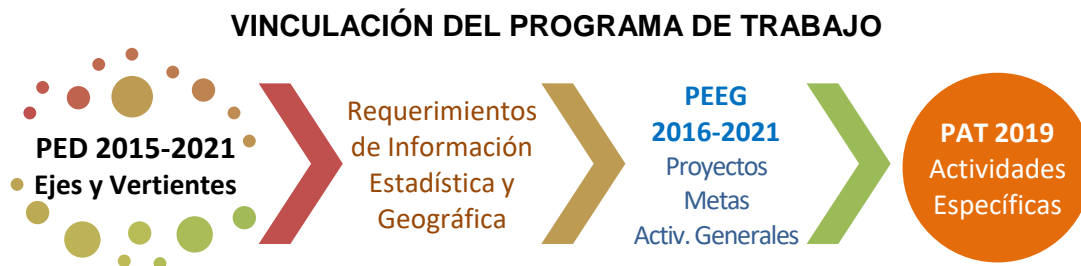 VINCULACIÓN DEL PROGRAMA DE TRABAJO
PED 2015-2021
Ejes y Vertientes
Requerimientos
de Información
Estadística y
Geográfica
PEEG
2016-2021
Proyectos
Metas
Activ. Generales
PAT 2019
Actividades
Específicas